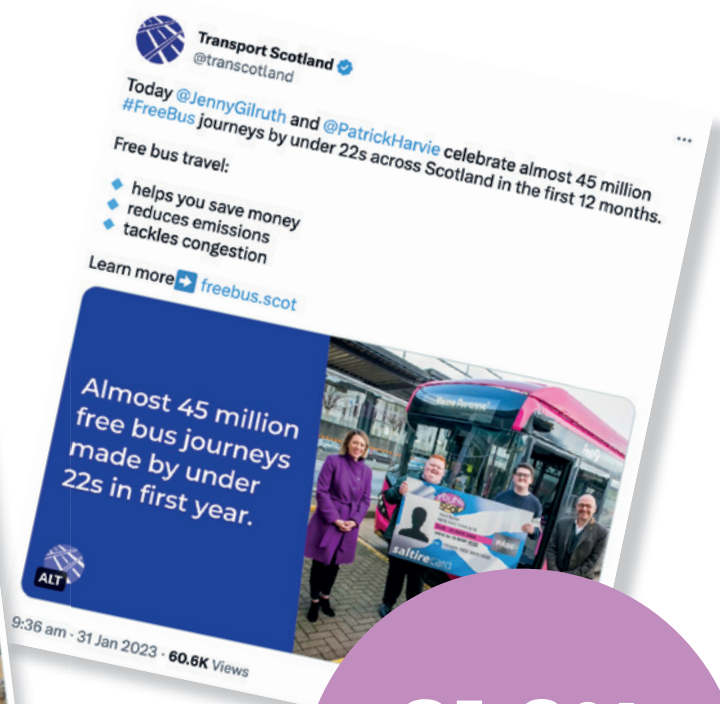 Transport Scotland
@transcotland
Today @JennyGilruth and @PatrickHarvie celebrate almost 45 million
#FreeBus journeys by under 22s across Scotland in the first 12 months.
Free bus travel:
helps you save money
reduces emissions
tackles congestion
Learn more freebus.scot
Almost 45 million
free bus journeys
made by under
22s in first year.
saltirecard
ALT
9:36 am · 31 Jan 2023 · 60.6K Views